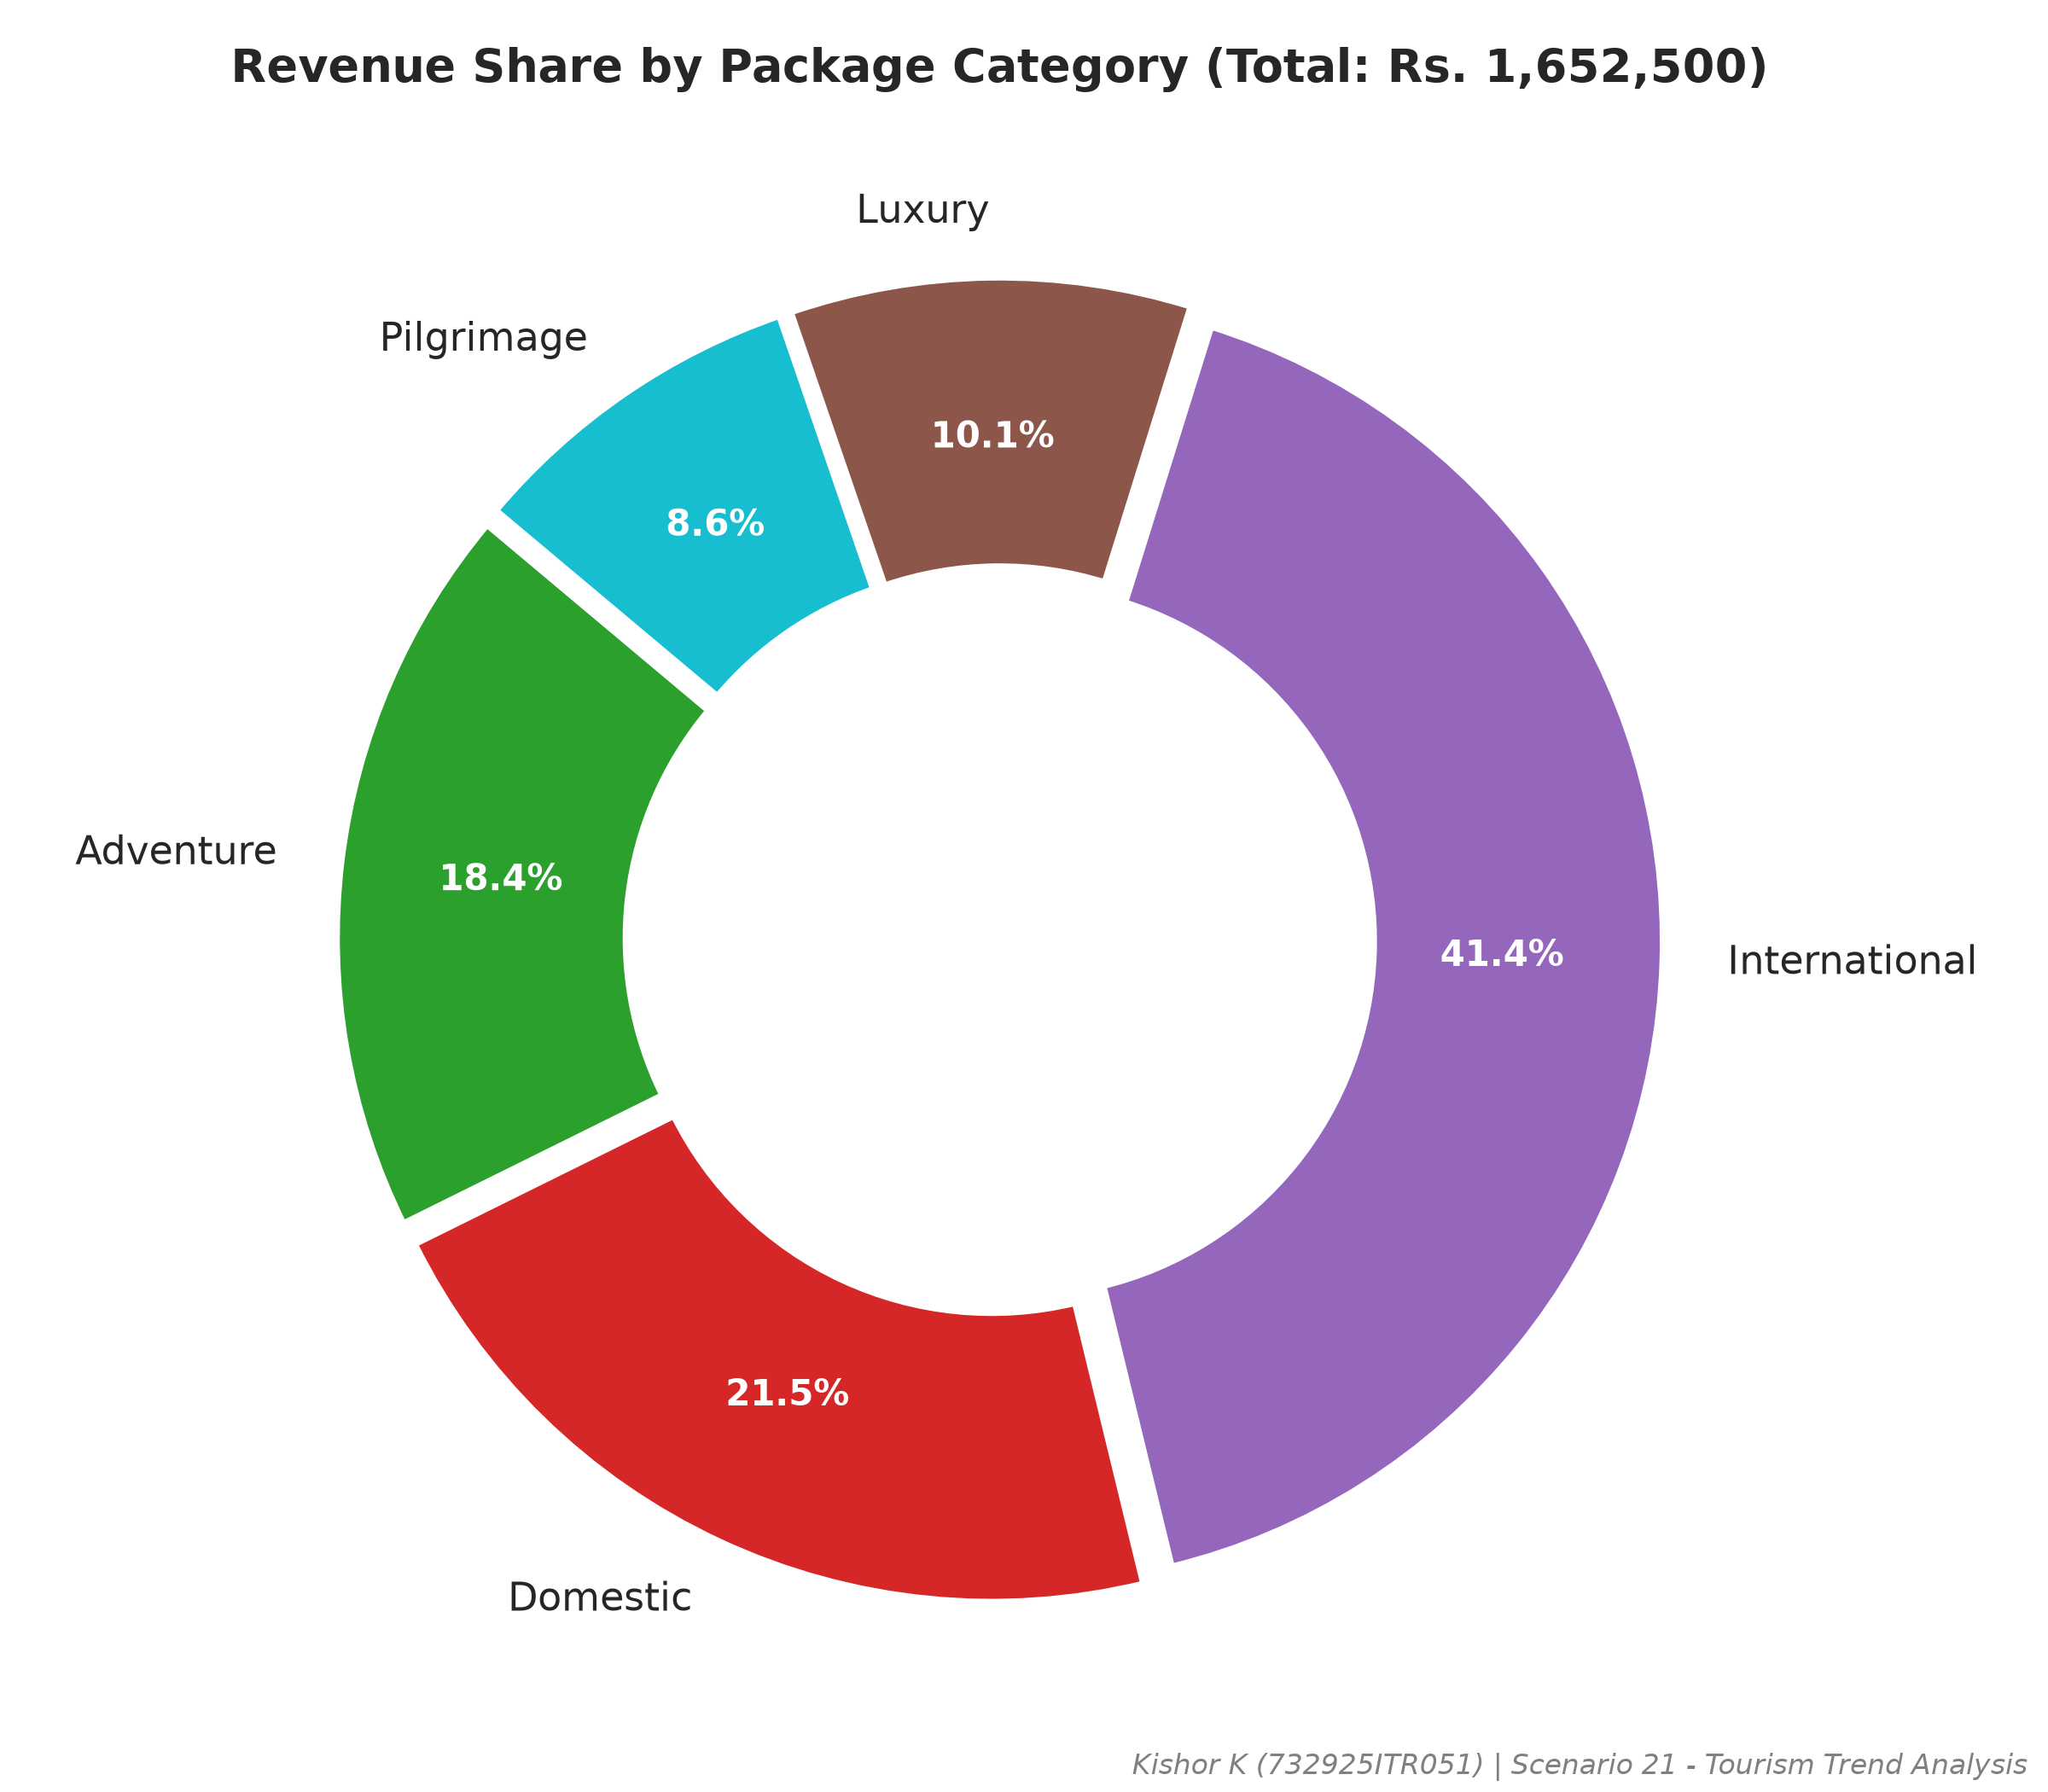 Revenue Share by Package Category (Total: Rs. 1,652,500)
Luxury
Pilgrimage
10.1%
8.6%
Adventure
18.4%
41.4%
International
21.5%
Domestic
Kishor K (732925ITR051) | Scenario 21 - Tourism Trend Analysis